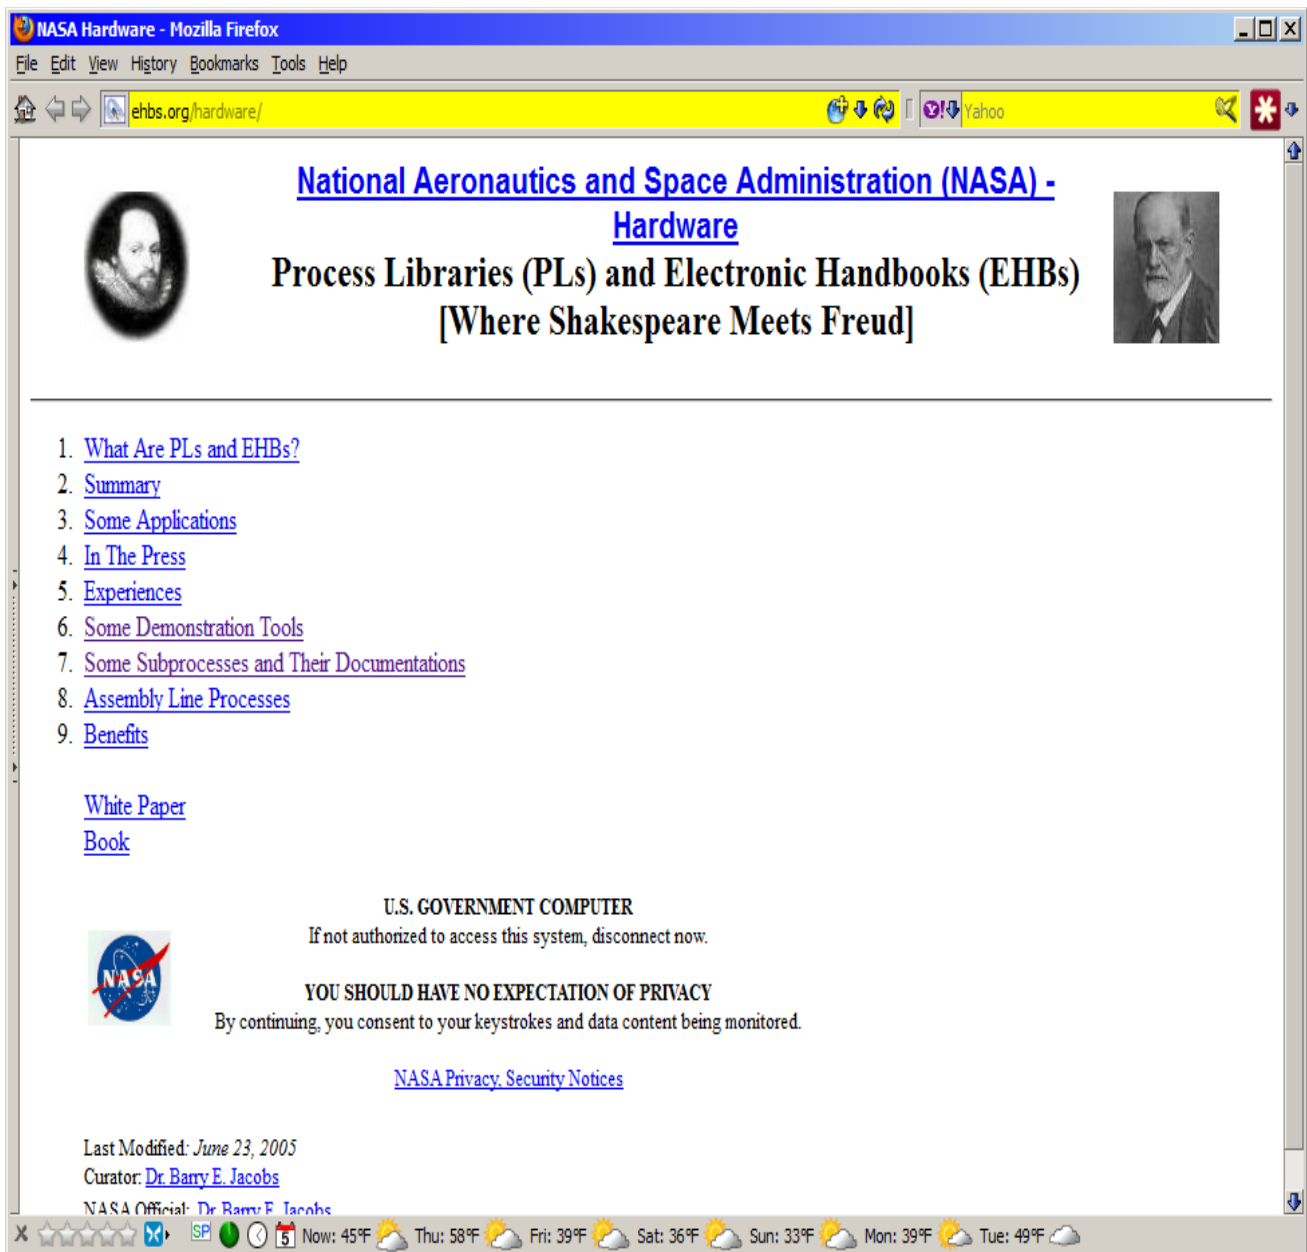 NASA Hardware - Mozilla Firefox
File Edit View History Bookmarks Tools Help
ehbs.org/hardware/ Yahoo
National Aeronautics and Space Administration (NASA) -
Hardware
Process Libraries (PLs) and Electronic Handbooks (EHBs)
[Where Shakespeare Meets Freud]
1. What Are PLs and EHBs?
2. Summary
3. Some Applications
4. In The Press
5. Experiences
6. Some Demonstration Tools
7. Some Subprocesses and Their Documentations
8. Assembly Line Processes
9. Benefits
White Paper
Book
U.S. GOVERNMENT COMPUTER
If not authorized to access this system, disconnect now.
NASA
YOU SHOULD HAVE NO EXPECTATION OF PRIVACY
By continuing, you consent to your keystrokes and data content being monitored.
NASA Privacy, Security Notices
Last Modified: June 23, 2005
Curator: Dr. Barry E. Jacobs
NASA Official: Dr. Barry E. Jacobs
SP 5 Now: 45°F Thu: 58°F Fri: 39°F Sat: 36°F Sun: 33°F Mon: 39°F Tue: 49°F